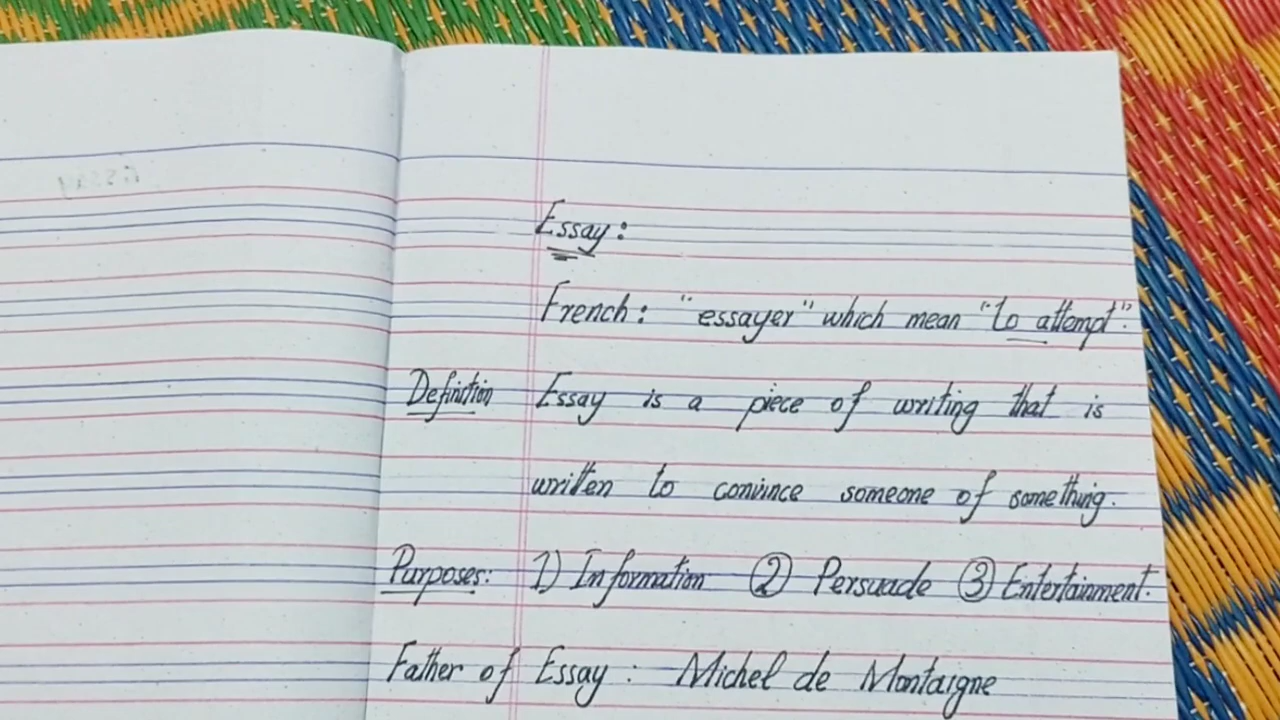 Essay:
French: "essayer" which mean "to attempt".
Definition Essay is a piece of writing that is
written to convince someone of something.
Purposes: 1) Information ② Persuade ③ Entertainment.
Father of Essay : Michel de Montaigne